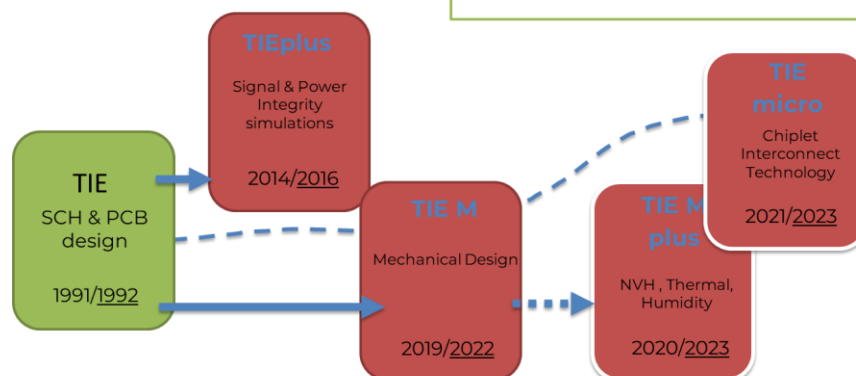 TIEplus
Signal & Power
Integrity
simulations
2014/2016
TIE
SCH & PCB
design
1991/1992
TIE M
Mechanical Design
2019/2022
TIE M
plus
NVH , Thermal,
Humidity
2020/2023
TIE
micro
Chiplet
Interconnect
Technology
2021/2023